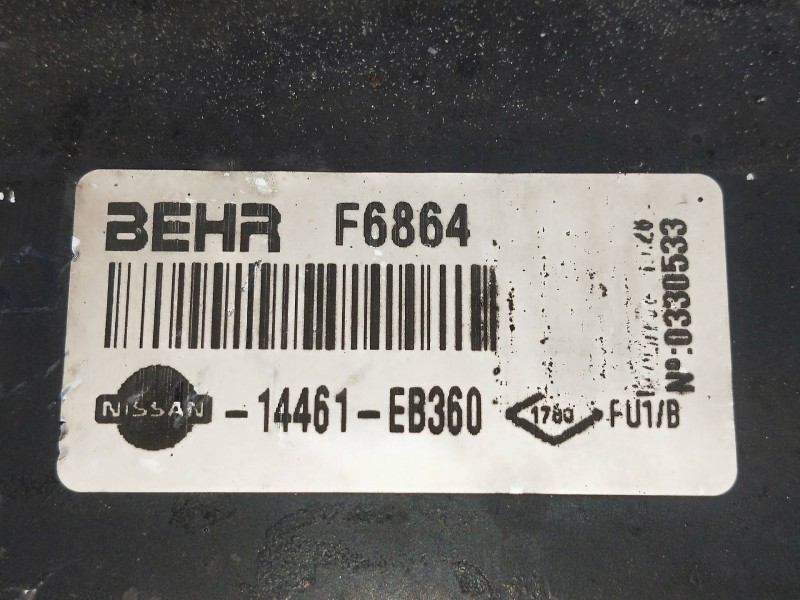 BEHR F6864
NISSAN -14461-EB360 1780 FU1/B
Nº:0330533